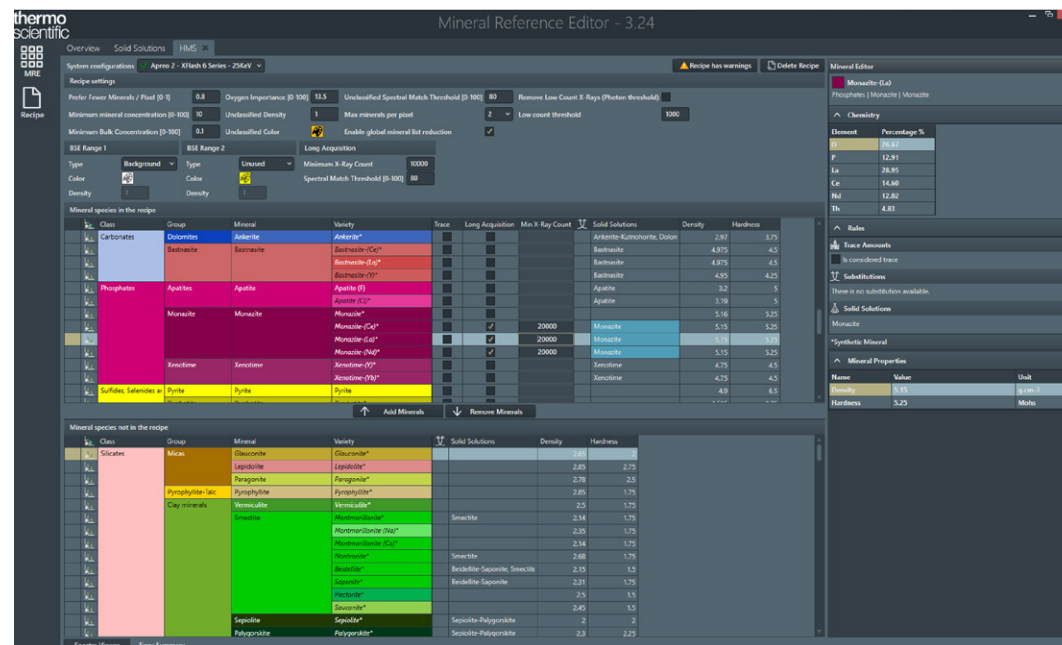 thermo
scientific
Mineral Reference Editor - 3.24
MRE
Recipe
Overview Solid Solutions HMS ×
System configurations Apreo 2 - XFlash 6 Series - 25KeV Recipe has warnings Delete Recipe
Recipe settings
Prefer Fewer Minerals / Pixel [0-1] 0.8 Oxygen Importance [0-100] 13.5 Unclassified Spectral Match Threshold [0-100] 80 Remove Low Count X-Rays (Photon threshold)
Minimum mineral concentration [0-100] 10 Unclassified Density 1 Max minerals per pixel 2 Low count threshold 1000
Minimum Bulk Concentration [0-100] 0.1 Unclassified Color Enable global mineral list reduction
BSE Range 1 BSE Range 2 Long Acquisition
Type Background Type Unused Minimum X-Ray Count 10000
Color Color Spectral Match Threshold [0-100] 80
Density 1 Density 1
Mineral species in the recipe
Class Group Mineral Variety Trace Long Acquisition Min X-Ray Count Solid Solutions Density Hardness
Carbonates Dolomites Ankerite Ankerite* Ankerite-Kutnohorite, Dolon 2.97 3.75
Bastnasite Bastnasite Bastnasite-(Ce)* Bastnasite 4.975 4.5
Bastnasite-(La)* Bastnasite 4.975 4.5
Bastnasite-(Y)* Bastnasite 4.95 4.25
Phosphates Apatites Apatite Apatite (F) Apatite 3.2 5
Apatite (Cl)* Apatite 3.19 5
Monazite Monazite Monazite* 5.16 5.25
Monazite-(Ce)* 20000 Monazite 5.15 5.25
Monazite-(La)* 20000 Monazite 5.15 5.25
Monazite-(Nd)* 20000 Monazite 5.15 5.25
Xenotime Xenotime Xenotime-(Y)* Xenotime 4.75 4.5
Xenotime-(Yb)* Xenotime 4.75 4.5
Sulfides, Selenides ar Pyrite Pyrite Pyrite 4.9 6.5
Add Minerals Remove Minerals
Mineral species not in the recipe
Class Group Mineral Variety Solid Solutions Density Hardness
Silicates Micas Glauconite Glauconite* 2.65 2
Lepidolite Lepidolite* 2.85 2.75
Paragonite Paragonite* 2.78 2.5
Pyrophyllite-Talc Pyrophyllite Pyrophyllite* 2.85 1.75
Clay minerals Vermiculite Vermiculite* 2.5 1.75
Smectite Montmorillonite* Smectite 2.14 1.75
Montmorillonite (Na)* 2.35 1.75
Montmorillonite (Ca)* 2.14 1.75
Nontronite* Smectite 2.68 1.75
Beidellite* Beidellite-Saponite, Smectite 2.15 1.5
Saponite* Beidellite-Saponite 2.31 1.75
Hectorite* 2.5 1.5
Sauconite* 2.45 1.5
Sepiolite Sepiolite* Sepiolite-Palygorskite 2 2
Palygorskite Palygorskite* Sepiolite-Palygorskite 2.3 2.25
Mineral Editor
Monazite-(La)
Phosphates | Monazite | Monazite
Chemistry
Element Percentage %
O 26.67
P 12.91
La 28.95
Ce 14.60
Nd 12.02
Th 4.83
Rules
Trace Amounts
Is considered trace
Substitutions
There is no substitution available.
Solid Solutions
Monazite
*Synthetic Mineral
Mineral Properties
Name Value Unit
Density 5.15 g.cm-3
Hardness 5.25 Mohs